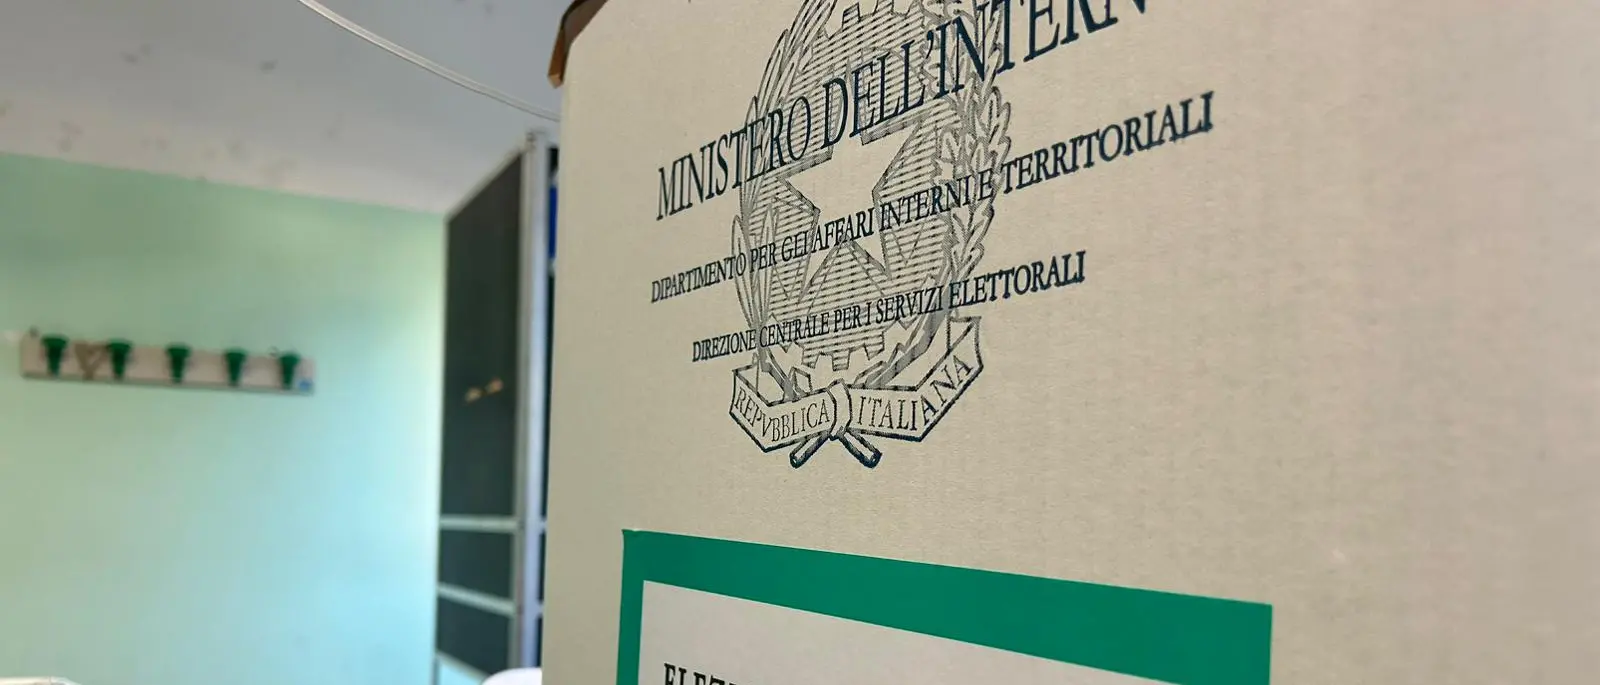 MINISTERO DELL'INTERN
DIPARTIMENTO PER GLI AFFARI INTERNI E TERRITORIALI
DIREZIONE CENTRALE PER I SERVIZI ELETTORALI
REPVBBLICA ITALIANA